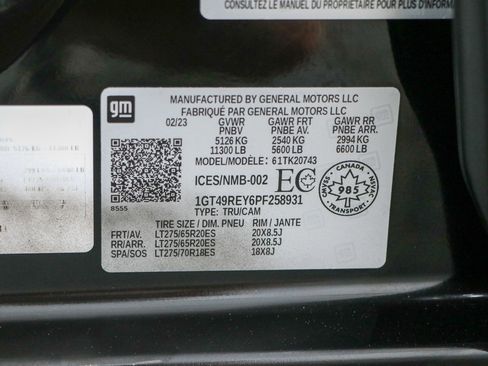 CONSULTEZ LE MANUEL DU PROPRIETAIRE POUR PLUS D'INFORM
gm
MANUFACTURED BY GENERAL MOTORS LLC
FABRIQUÉ PAR GENERAL MOTORS LLC
02/23 GVWR GAWR FRT GAWR RR
PNBV PNBE AV. PNBE ARR
5126 KG 2540 KG 2994 KG
11300 LB 5600 LB 6600 LB
MODEL/MODÈLE: 61TK20743
ICES/NMB-002 EC
CANADA
985
1GT49REY6PF258931
8555
TYPE: TRU/CAM
TIRE SIZE / DIM. PNEU RIM / JANTE
FRT/AV. LT275/65R20ES 20X8.5J
RR/ARR. LT275/65R20ES 20X8.5J
SPA/SOS LT275/70R18ES 18X8J